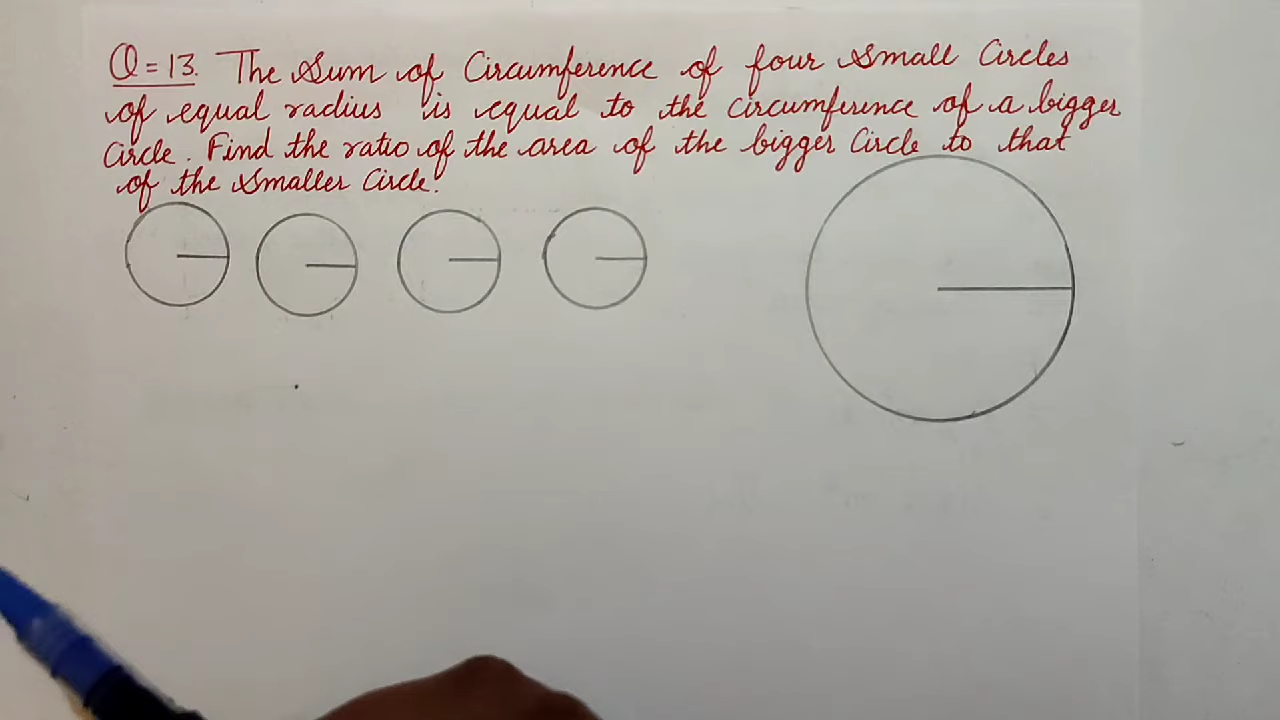 Q=13. The Sum of Circumference of four Small Circles
of equal radius is equal to the circumference of a bigger
Circle. Find the ratio of the area of the bigger Circle to that
of the Smaller Circle.